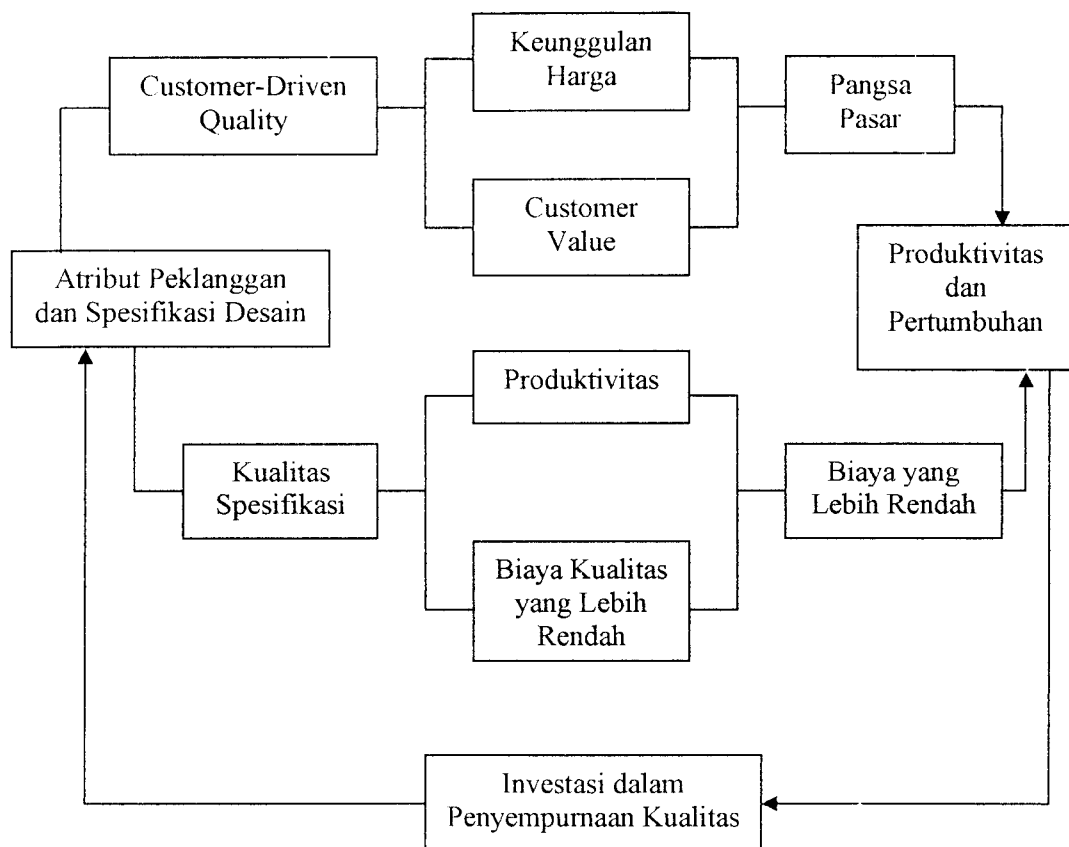 Keunggulan
Harga
Customer-Driven
Quality
Pangsa
Pasar
Customer
Value
Atribut Peklanggan
dan Spesifikasi Desain
Produktivitas
dan
Pertumbuhan
Produktivitas
Kualitas
Spesifikasi
Biaya yang
Lebih Rendah
Biaya Kualitas
yang Lebih
Rendah
Investasi dalam
Penyempurnaan Kualitas